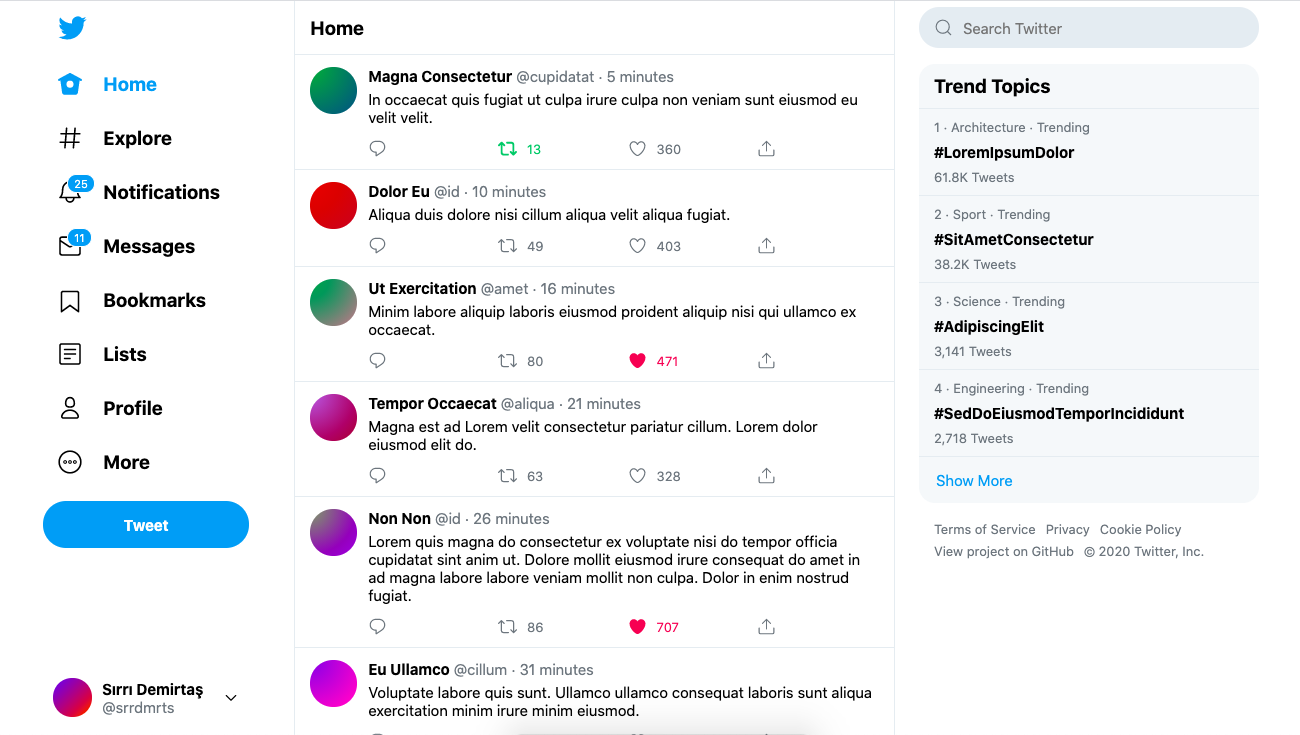 Home
Explore
25
Notifications
11
Messages
Bookmarks
Lists
Profile
More
Tweet
Sırrı Demirtaş
@srrdmrts
Home
Magna Consectetur @cupidatat · 5 minutes
In occaecat quis fugiat ut culpa irure culpa non veniam sunt eiusmod eu
velit velit.
13 360
Dolor Eu @id · 10 minutes
Aliqua duis dolore nisi cillum aliqua velit aliqua fugiat.
49 403
Ut Exercitation @amet · 16 minutes
Minim labore aliquip laboris eiusmod proident aliquip nisi qui ullamco ex
occaecat.
80 471
Tempor Occaecat @aliqua · 21 minutes
Magna est ad Lorem velit consectetur pariatur cillum. Lorem dolor
eiusmod elit do.
63 328
Non Non @id · 26 minutes
Lorem quis magna do consectetur ex voluptate nisi do tempor officia
cupidatat sint anim ut. Dolore mollit eiusmod irure consequat do amet in
ad magna labore labore veniam mollit non culpa. Dolor in enim nostrud
fugiat.
86 707
Eu Ullamco @cillum · 31 minutes
Voluptate labore quis sunt. Ullamco ullamco consequat laboris sunt aliqua
exercitation minim irure minim eiusmod.
Search Twitter
Trend Topics
1 · Architecture · Trending
#LoremIpsumDolor
61.8K Tweets
2 · Sport · Trending
#SitAmetConsectetur
38.2K Tweets
3 · Science · Trending
#AdipiscingElit
3,141 Tweets
4 · Engineering · Trending
#SedDoEiusmodTemporIncididunt
2,718 Tweets
Show More
Terms of Service Privacy Cookie Policy
View project on GitHub © 2020 Twitter, Inc.